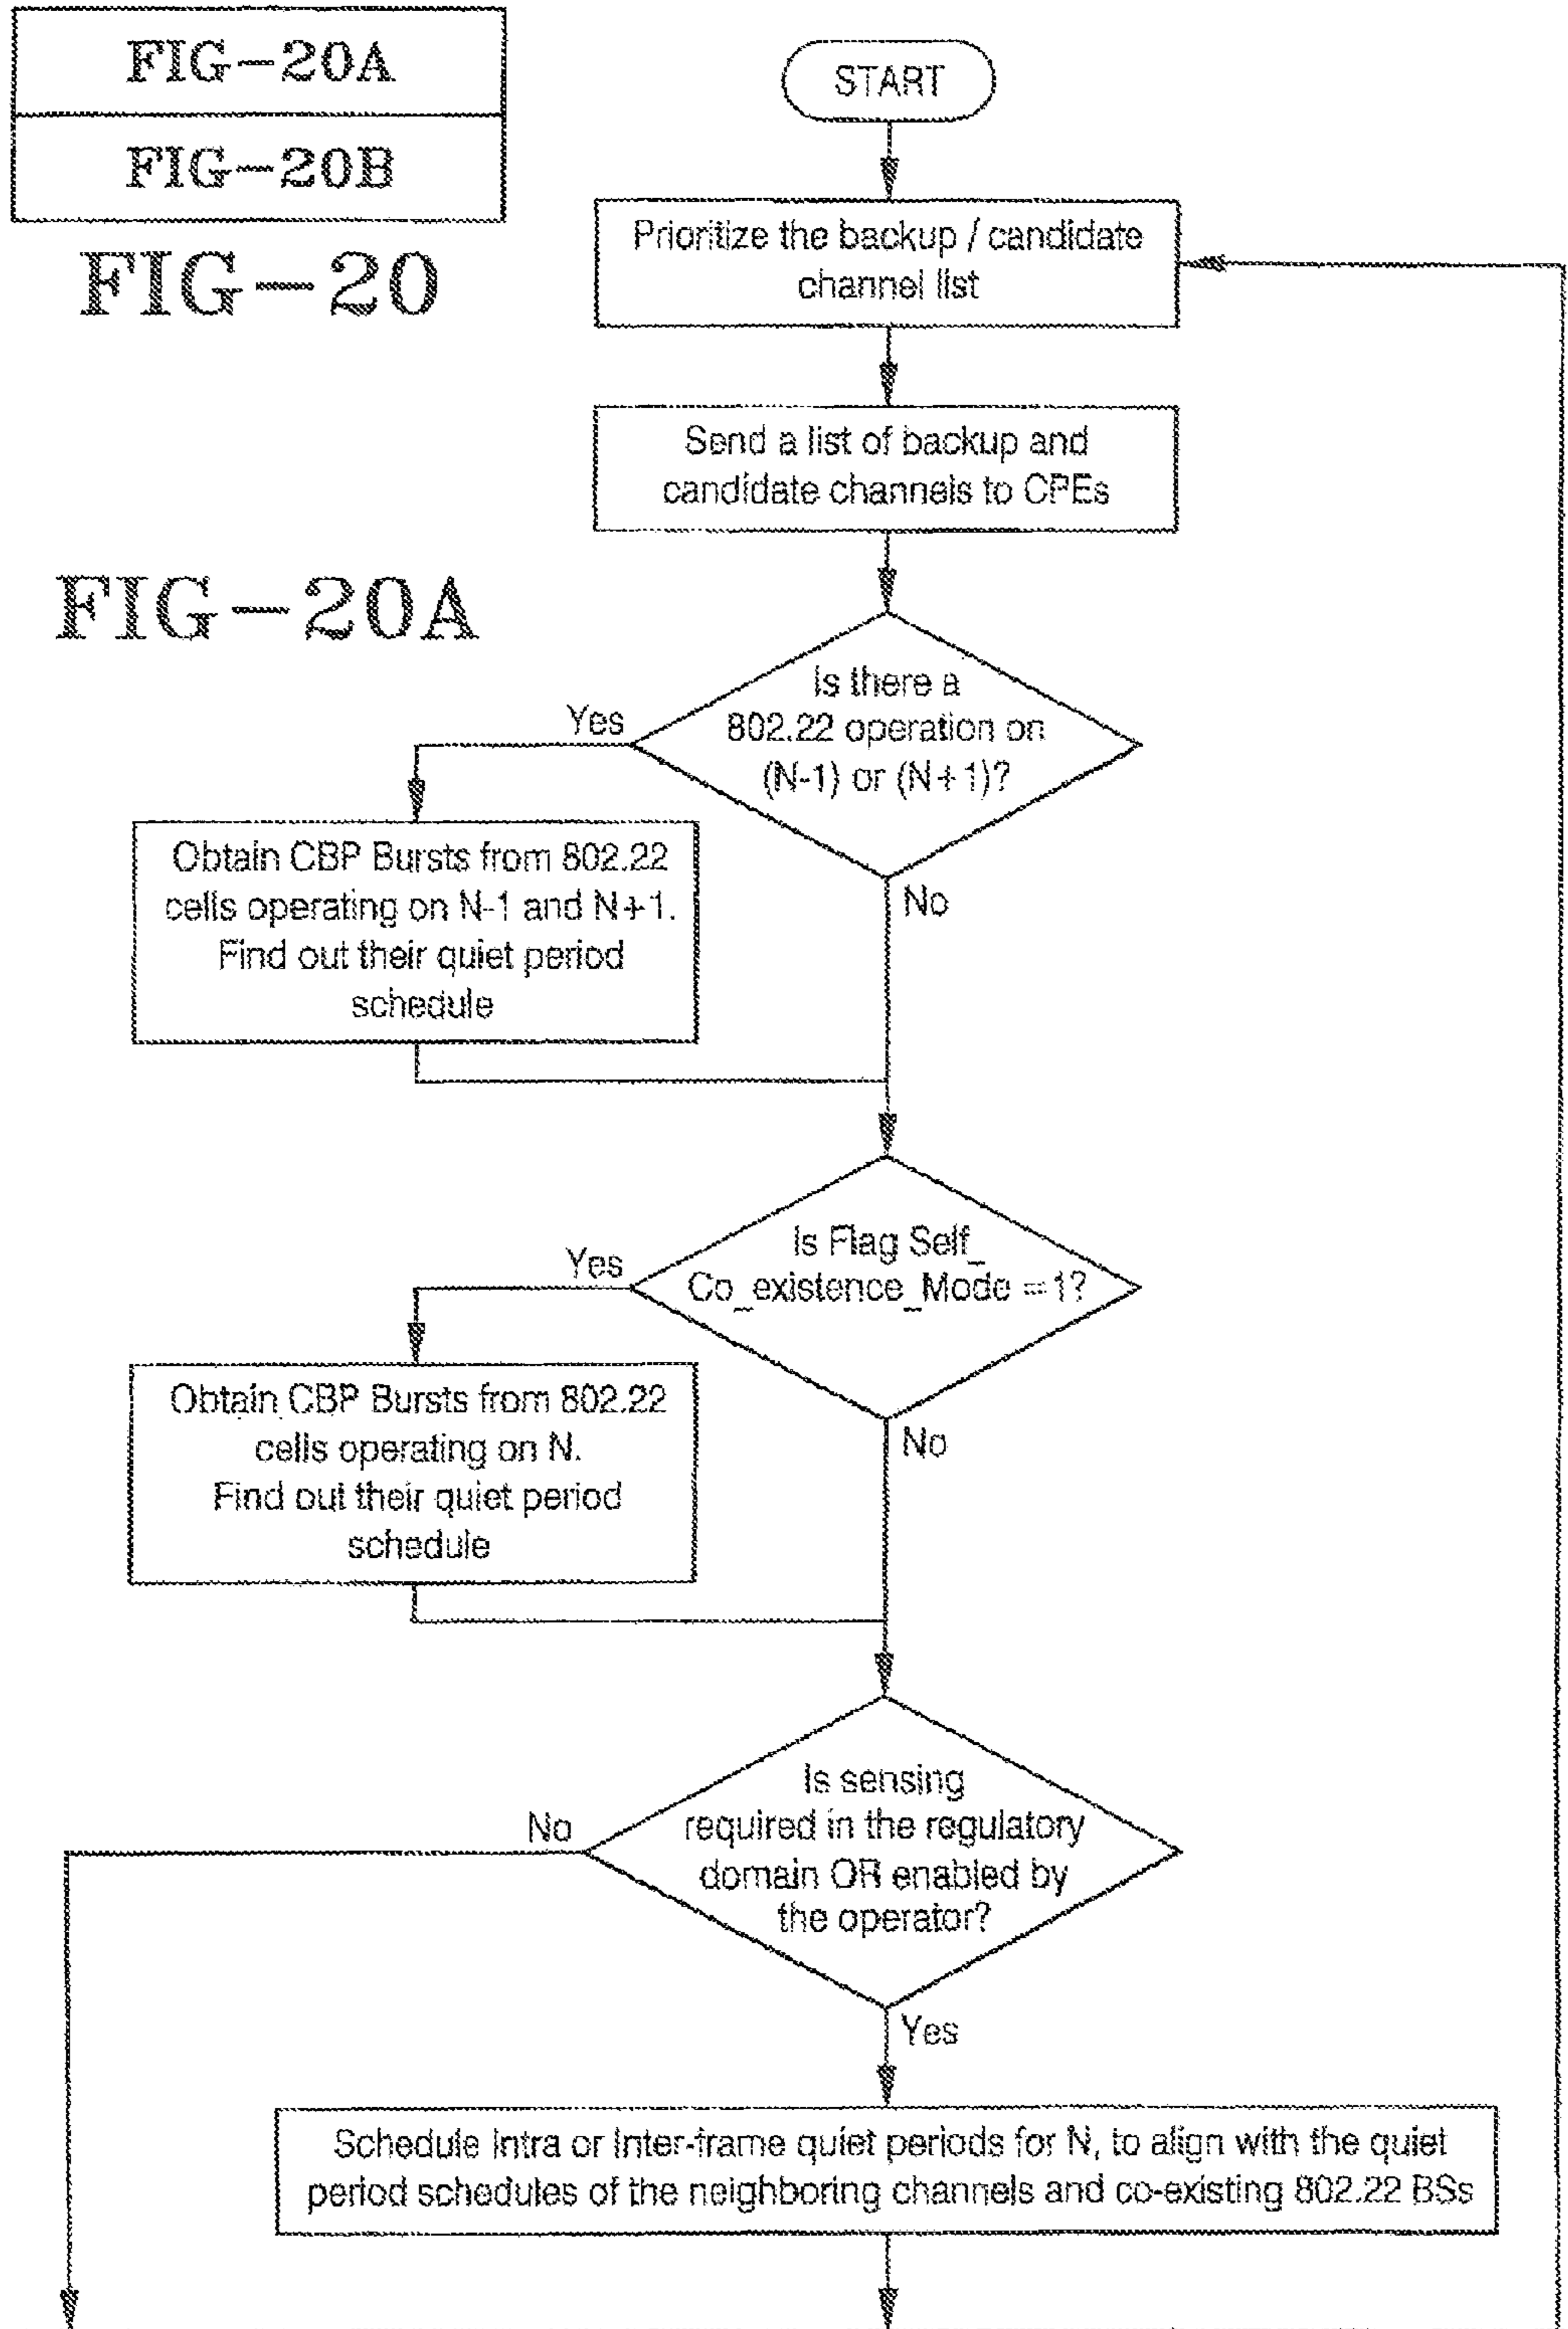 FIG-20A
FIG-20B
FIG-20
START
Prioritize the backup / candidate
channel list
Send a list of backup and
candidate channels to CPEs
FIG-20A
Is there a
802.22 operation on
(N-1) or (N+1)?
Yes
No
Obtain CBP Bursts from 802.22
cells operating on N-1 and N+1.
Find out their quiet period
schedule
Is Flag Self_
Co_existence_Mode =1?
Yes
No
Obtain CBP Bursts from 802.22
cells operating on N.
Find out their quiet period
schedule
Is sensing
required in the regulatory
domain OR enabled by
the operator?
No
Yes
Schedule Intra or Inter-frame quiet periods for N, to align with the quiet
period schedules of the neighboring channels and co-existing 802.22 BSs